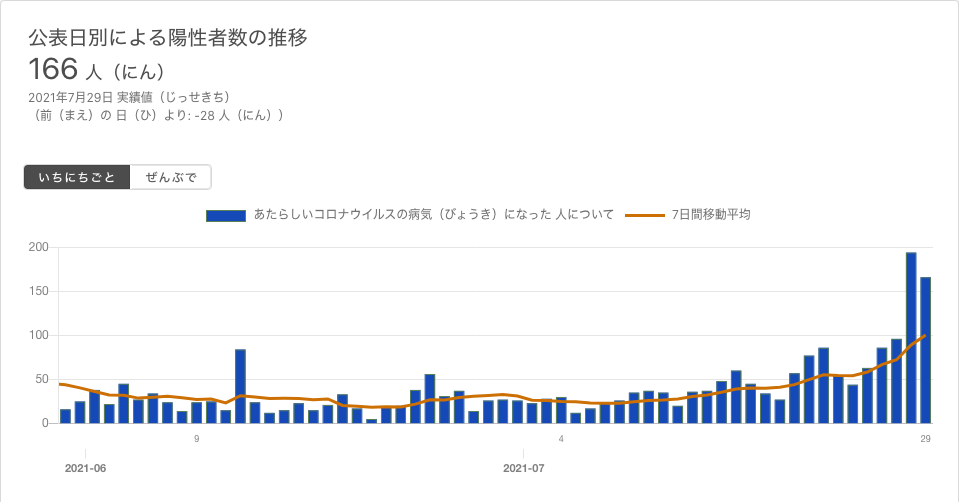 公表日別による陽性者数の推移
166 人（にん）
2021年7月29日 実績値（じっせきち）
（前（まえ）の 日（ひ）より: -28 人（にん））
いちにちごと ぜんぶで
あたらしいコロナウイルスの病気（びょうき）になった 人について 7日間移動平均
200
150
100
50
0
9 4 29
2021-06 2021-07